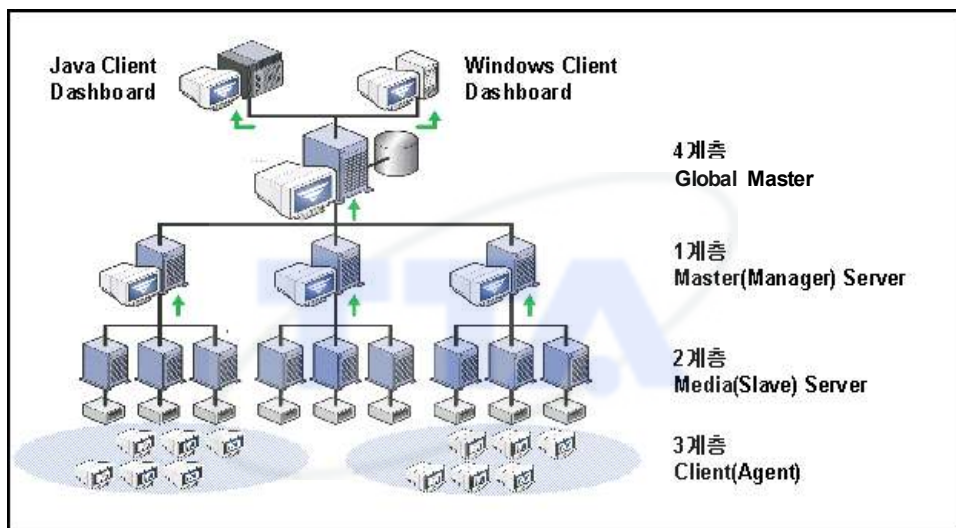 Java Client
Dashboard
Windows Client
Dashboard
4계층
Global Master
1계층
Master(Manager) Server
TTA
2계층
Media(Slave) Server
3계층
Client(Agent)